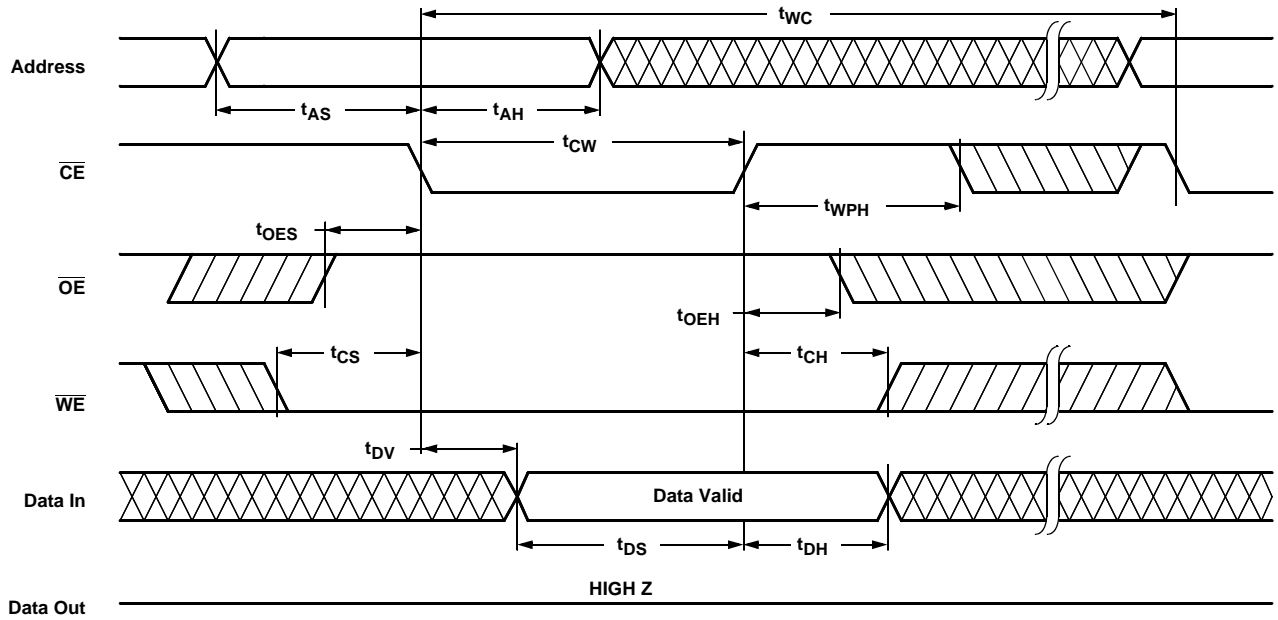 tWC
Address
tAS
tAH
tCW
CE
tWPH
tOES
OE
tOEH
tCS
tCH
WE
tDV
Data In
Data Valid
tDS
tDH
HIGH Z
Data Out